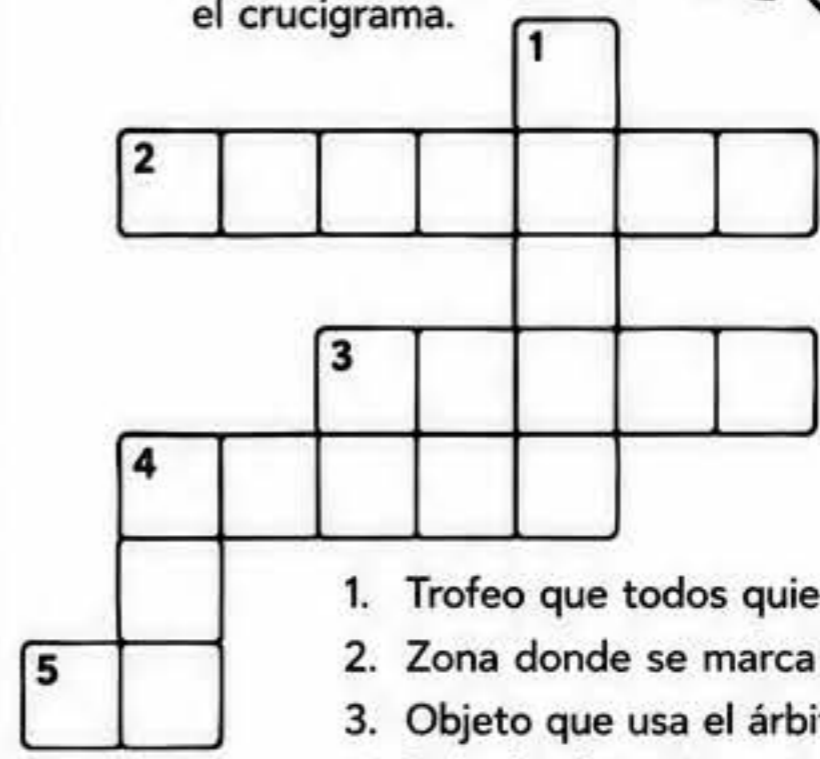 el crucigrama.
1
2
3
4
5
1. Trofeo que todos quie
2. Zona donde se marca
3. Objeto que usa el árbi